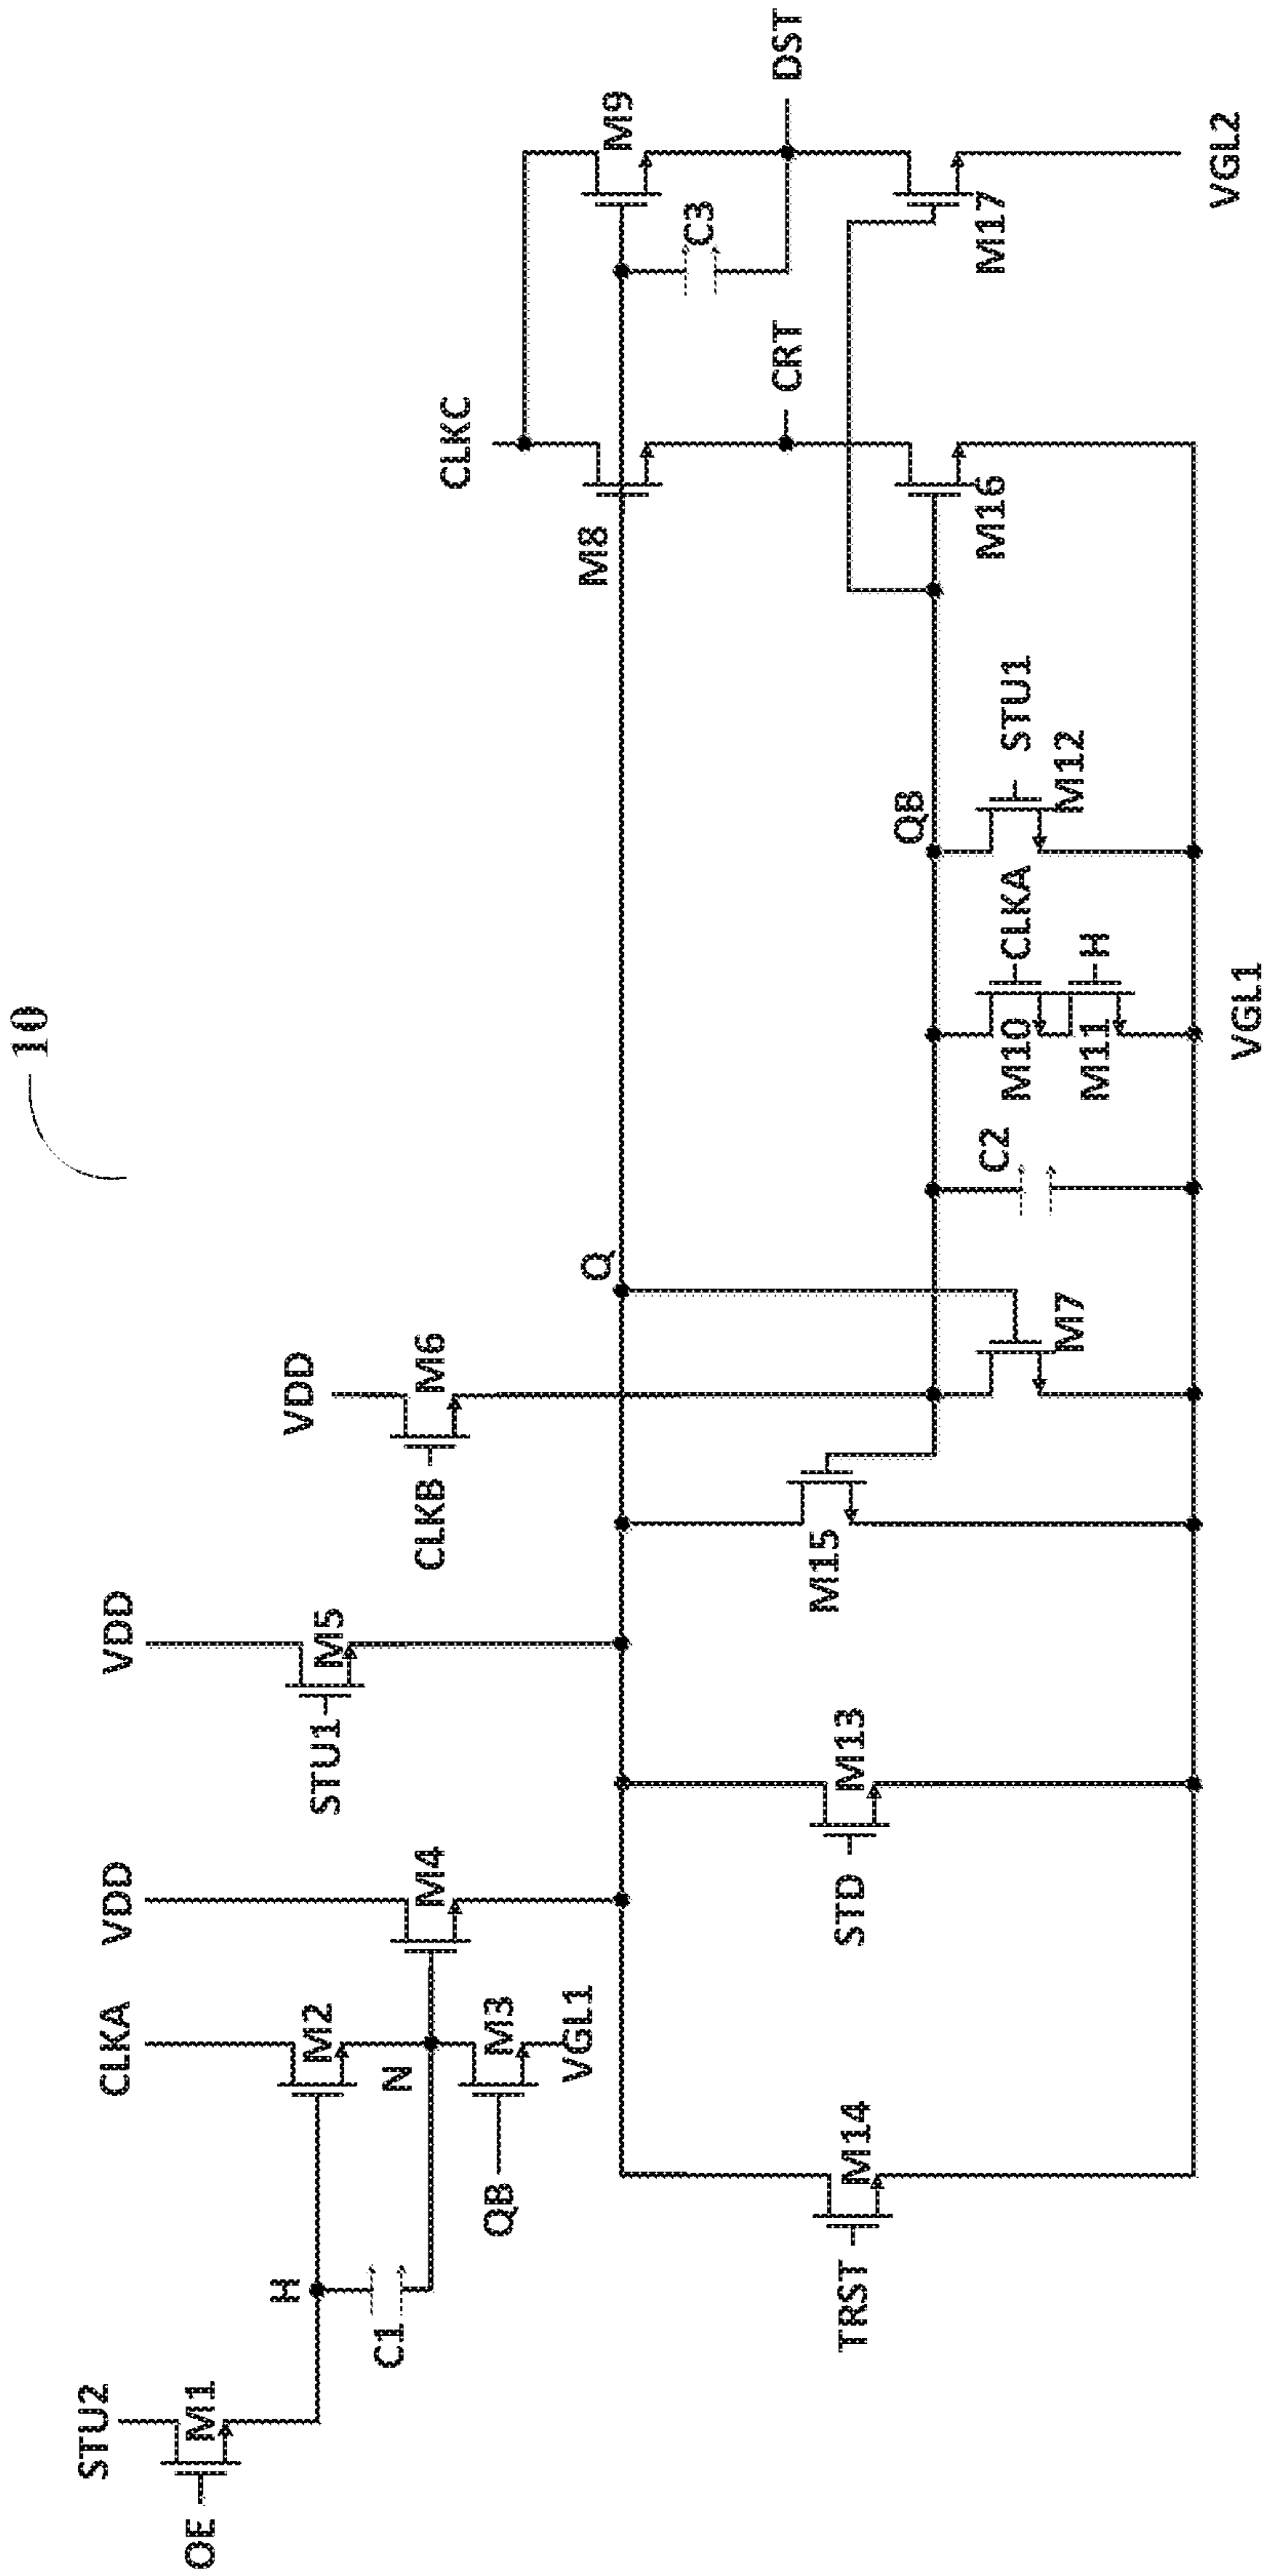 10
STU2
OE
M1
H
C1
CLKA
M2
N
QB
M3
VGL1
VDD
M4
VDD
STU1
M5
VDD
CLKB
M6
Q
TRST
M14
STD
M13
M15
M7
C2
M10
CLKA
M11
H
QB
STU1
M12
VGL1
CLKC
M8
M9
C3
CRT
DST
M16
M17
VGL2